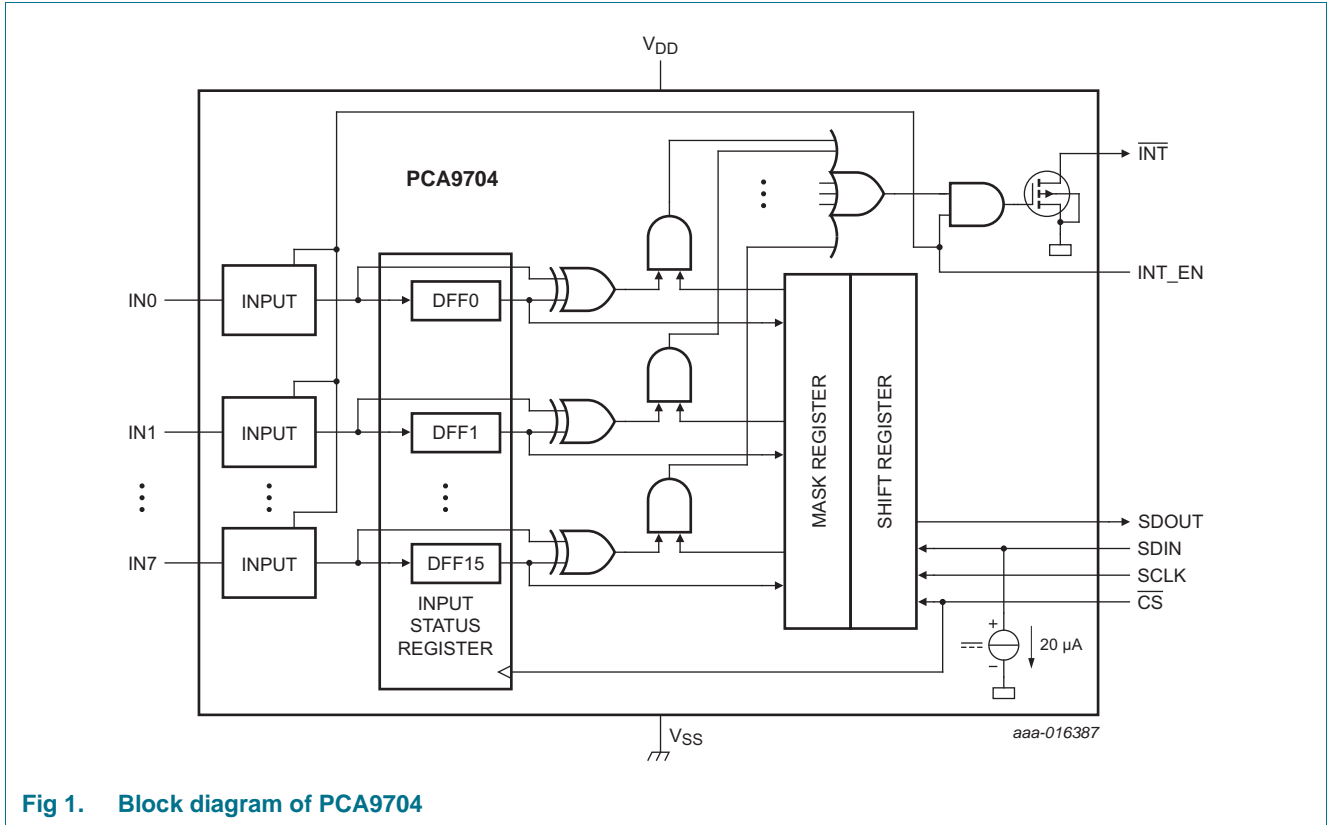 VDD
PCA9704
INT
INT_EN
IN0
INPUT
DFF0
IN1
INPUT
DFF1
IN7
INPUT
DFF15
INPUT
STATUS
REGISTER
MASK REGISTER
SHIFT REGISTER
SDOUT
SDIN
SCLK
CS
+
20 μA
−
VSS
aaa-016387
Fig 1. Block diagram of PCA9704